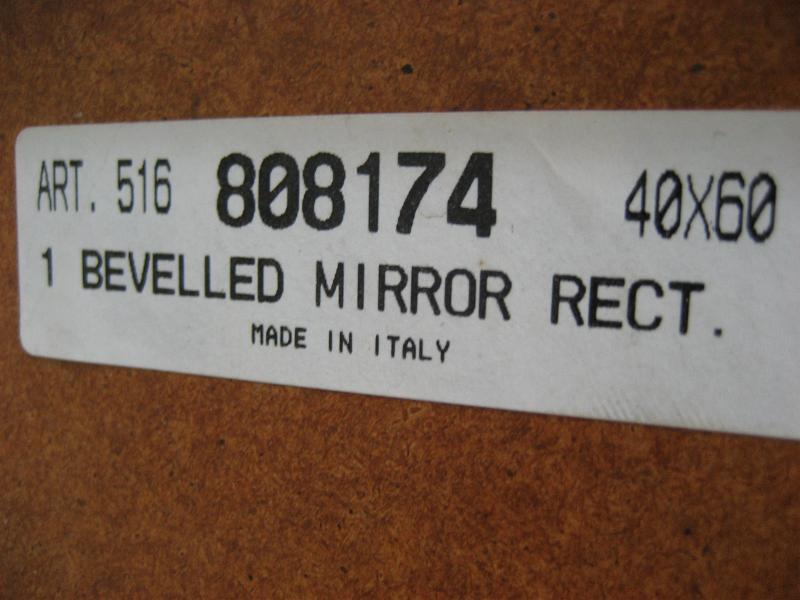 ART. 516 808174 40X60
1 BEVELLED MIRROR RECT.
MADE IN ITALY